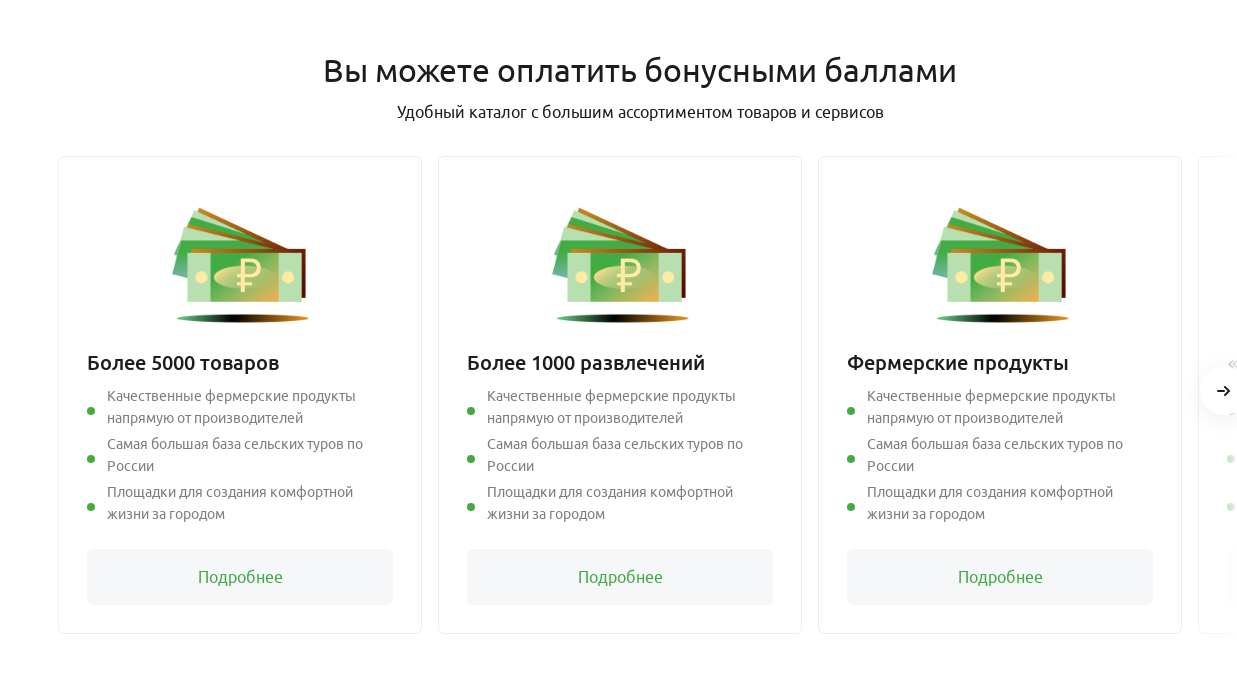 Вы можете оплатить бонусными баллами
Удобный каталог с большим ассортиментом товаров и сервисов
Более 5000 товаров
Качественные фермерские продукты
напрямую от производителей
Самая большая база сельских туров по
России
Площадки для создания комфортной
жизни за городом
Подробнее
Более 1000 развлечений
Качественные фермерские продукты
напрямую от производителей
Самая большая база сельских туров по
России
Площадки для создания комфортной
жизни за городом
Подробнее
Фермерские продукты
Качественные фермерские продукты
напрямую от производителей
Самая большая база сельских туров по
России
Площадки для создания комфортной
жизни за городом
Подробнее